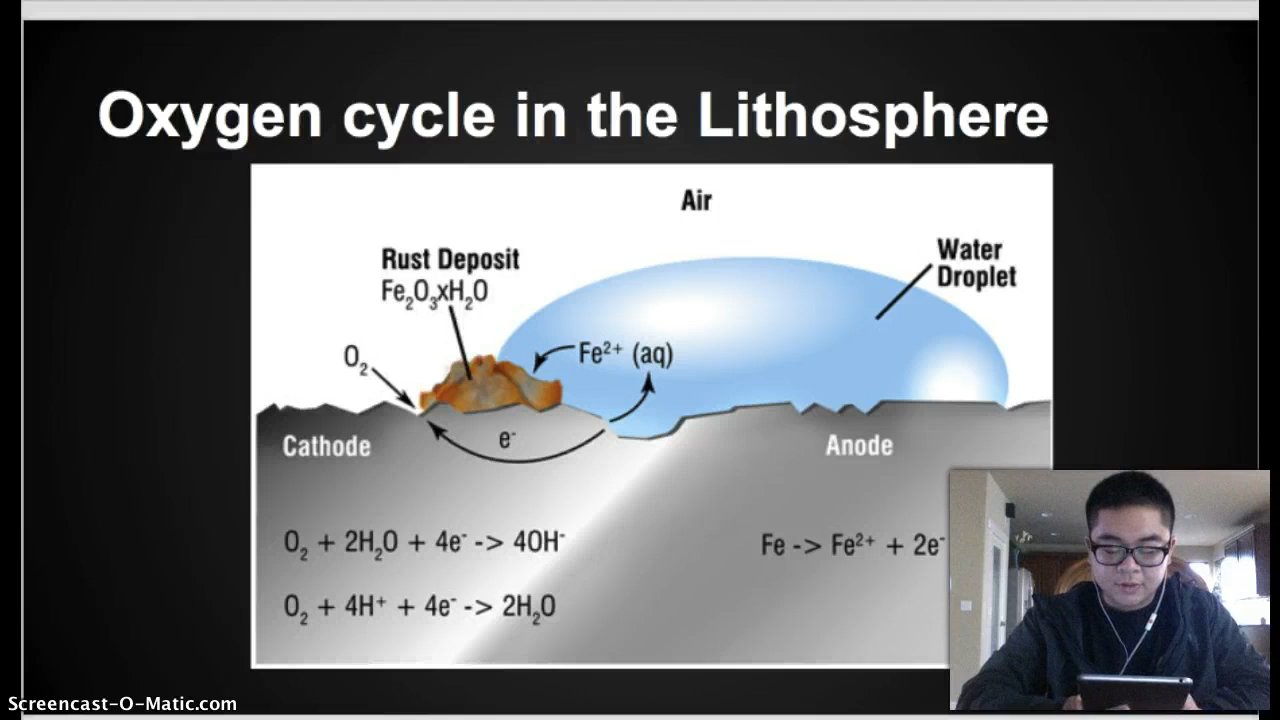 Oxygen cycle in the Lithosphere
Air
Rust Deposit
Fe₂O₃xH₂O
Water
Droplet
O₂
Fe²⁺ (aq)
e⁻
Cathode
Anode
O₂ + 2H₂O + 4e⁻ -> 4OH⁻
Fe -> Fe²⁺ + 2e⁻
O₂ + 4H⁺ + 4e⁻ -> 2H₂O
Screencast-O-Matic.com